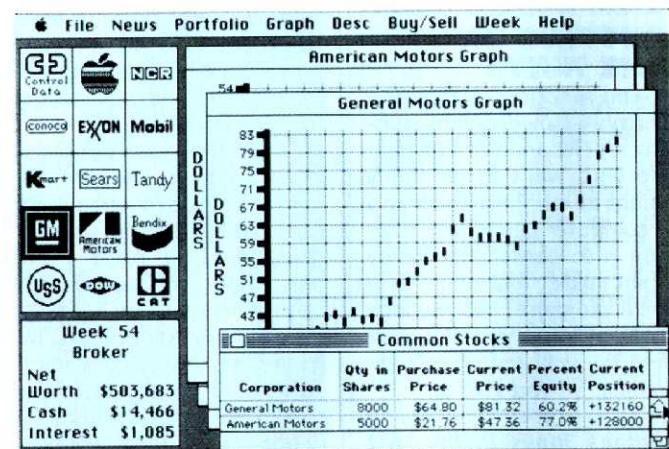 File News Portfolio Graph Desc Buy/Sell Week Help
Control
Data
NCR
conoco EXXON Mobil
Kmart Sears Tandy
GM American
Motors
Bendix
USS DOW CAT
Week 54
Broker
Net
Worth $503,683
Cash $14,466
Interest $1,085
American Motors Graph
54
DOLLARS
General Motors Graph
DOLLARS
83
79
75
71
67
63
59
55
51
47
43
Common Stocks
Corporation Qty in Shares Purchase Price Current Price Percent Equity Current Position
General Motors 8000 $64.80 $81.32 60.2% +132160
American Motors 5000 $21.76 $47.36 77.0% +128000